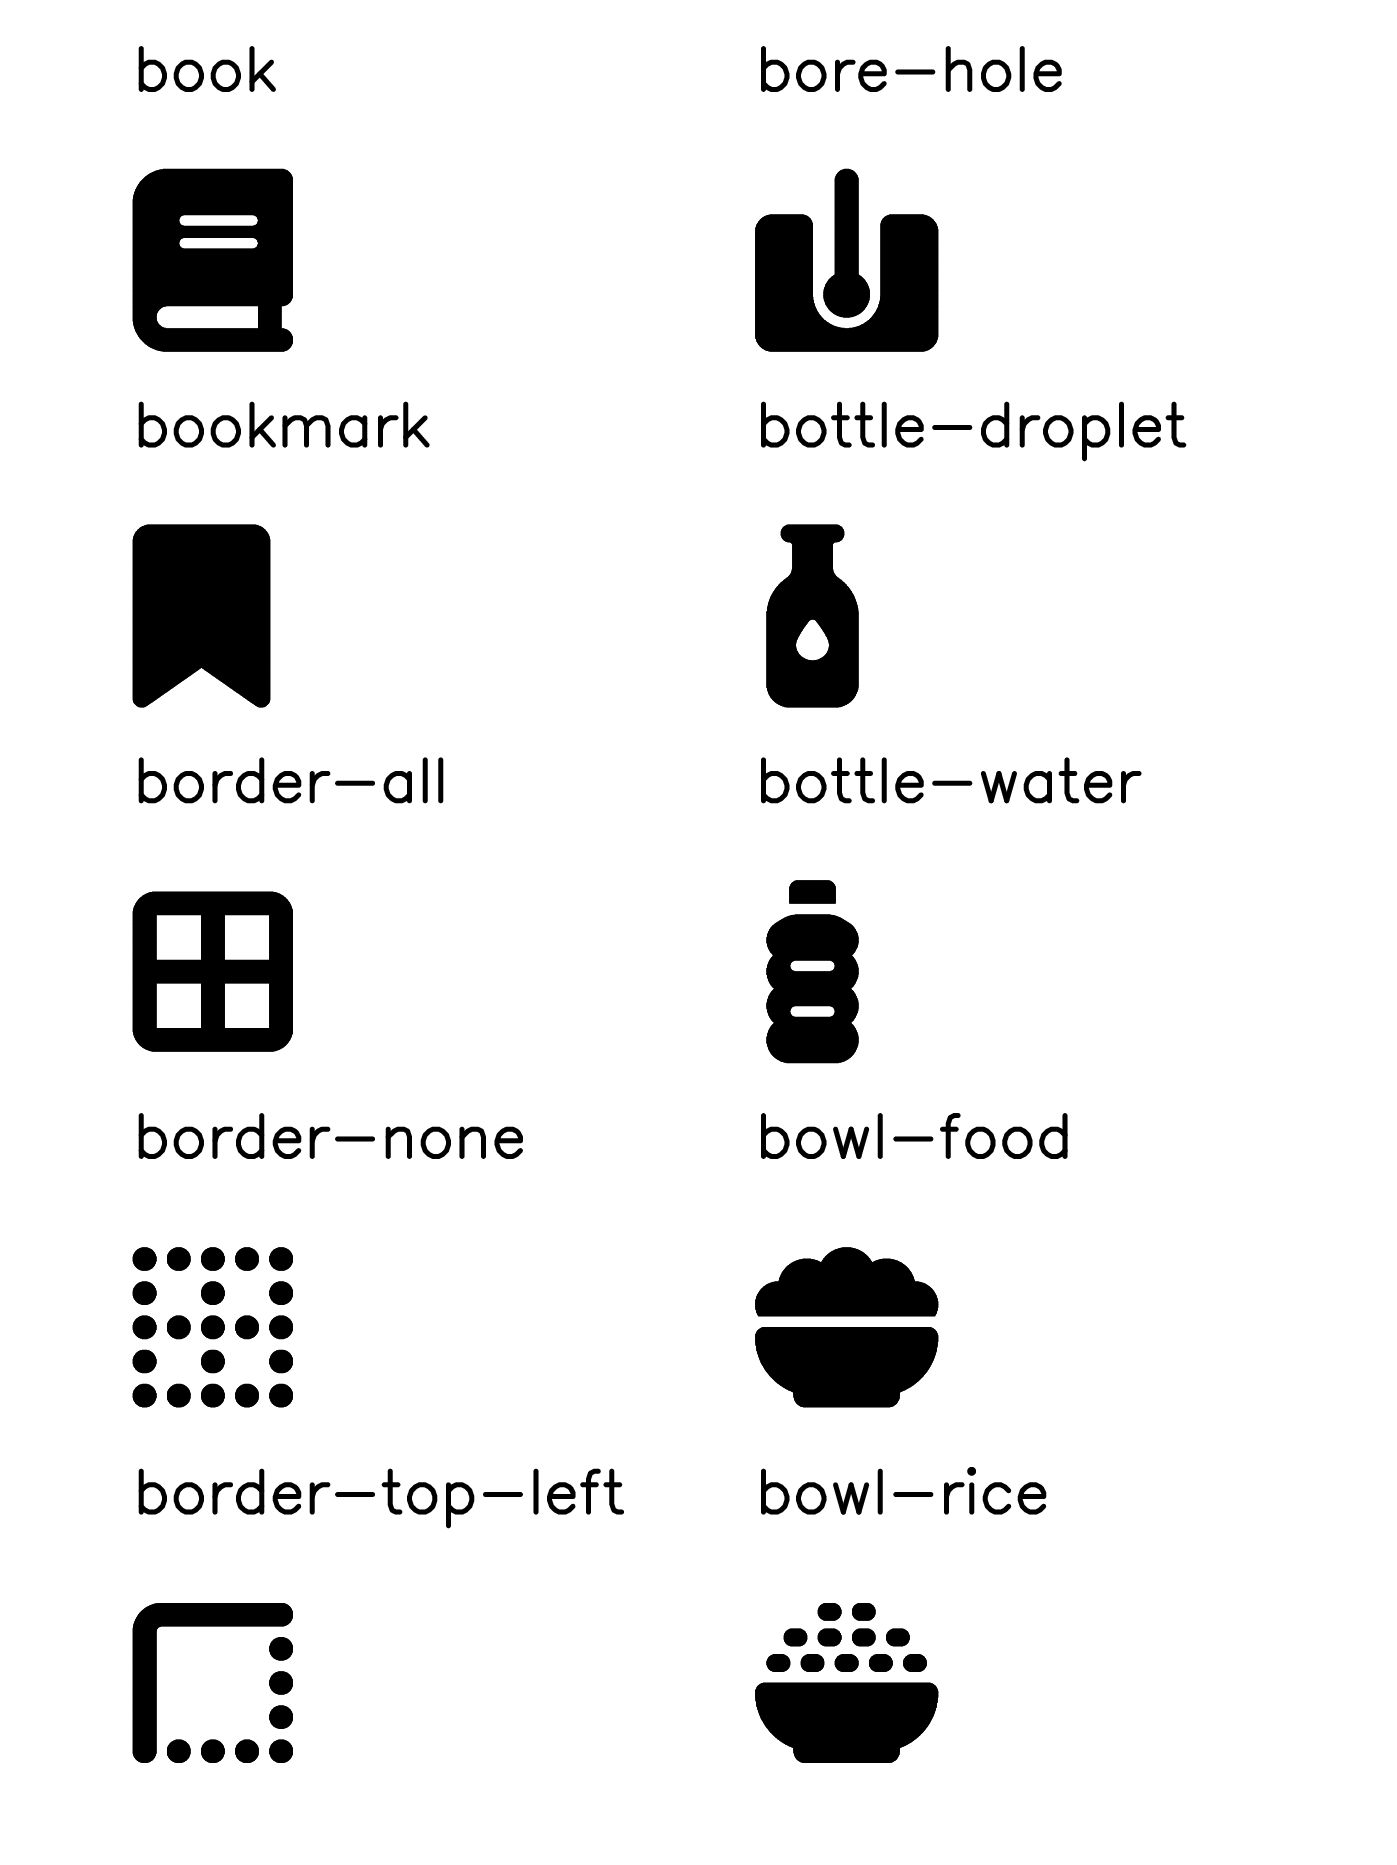 book
bore-hole
bookmark
bottle-droplet
border-all
bottle-water
border-none
bowl-food
border-top-left
bowl-rice